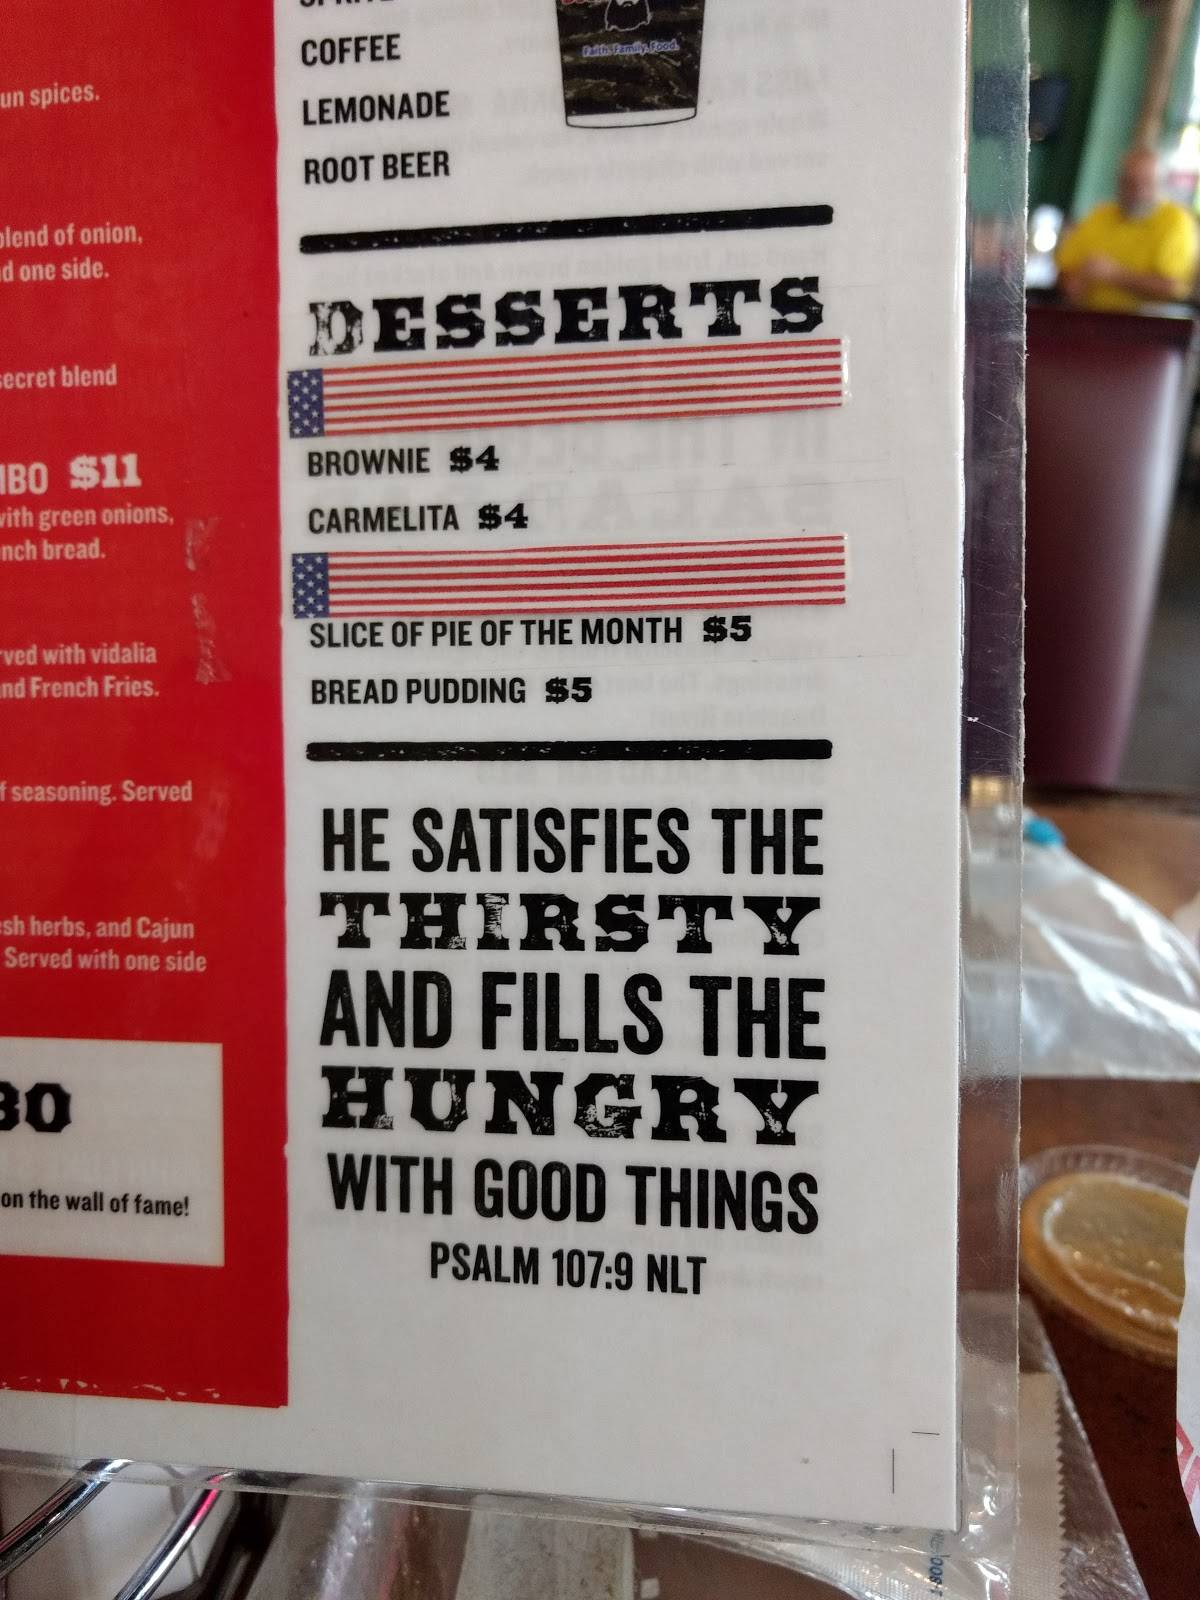 un spices.
blend of onion,
d one side.
secret blend
$11
with green onions,
nch bread.
rved with vidalia
nd French Fries.
f seasoning. Served
sh herbs, and Cajun
Served with one side
BO
on the wall of fame!
COFFEE
LEMONADE
ROOT BEER
Faith. Family. Food.
DESSERTS
BROWNIE $4
CARMELITA $4
SLICE OF PIE OF THE MONTH $5
BREAD PUDDING $5
HE SATISFIES THE
THIRSTY
AND FILLS THE
HUNGRY
WITH GOOD THINGS
PSALM 107:9 NLT